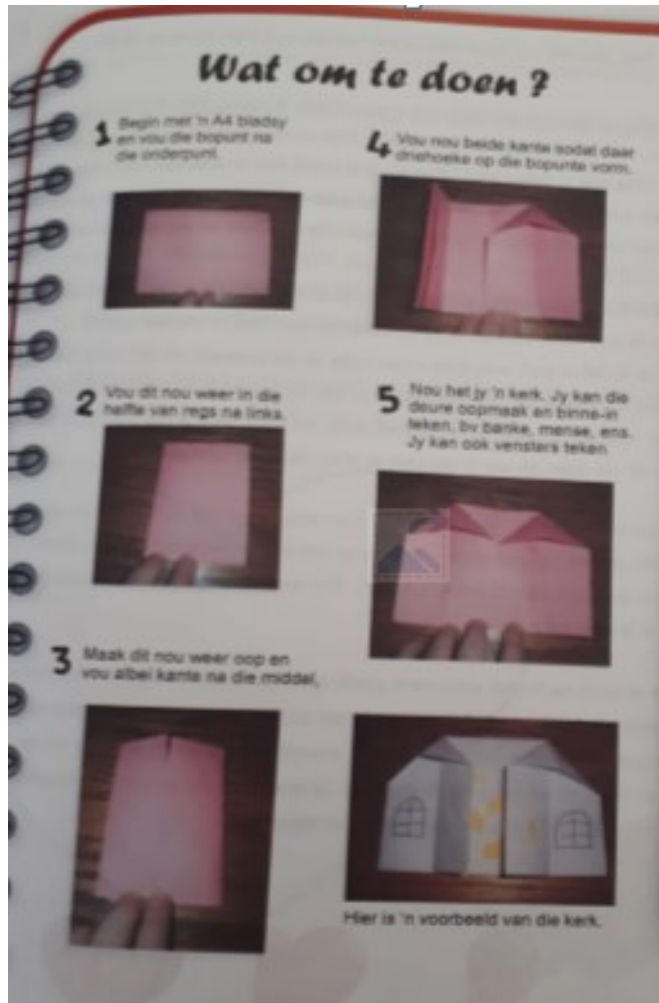 Wat om te doen ?
1 Begin met 'n A4 bladsy
en vou die bopunt na
die onderpunt.
2 Vou dit nou weer in die
helfte van regs na links.
3 Maak dit nou weer oop en
vou albei kante na die middel,
4 Vou nou beide kante sodat daar
driehoeke op die bopunte vorm.
5 Nou het jy 'n kerk. Jy kan die
deure oopmaak en binne-in
teken, bv banke, mense, ens.
Jy kan ook vensters teken.
Hier is 'n voorbeeld van die kerk.